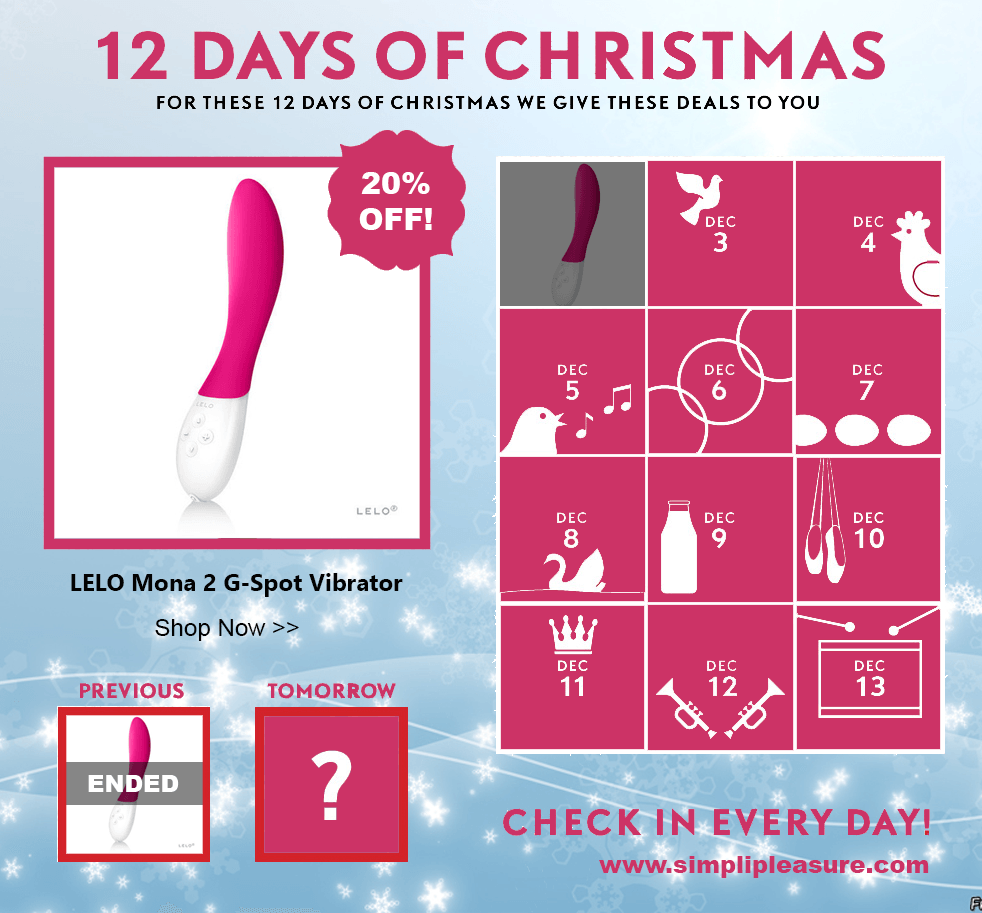 12 DAYS OF CHRISTMAS
FOR THESE 12 DAYS OF CHRISTMAS WE GIVE THESE DEALS TO YOU
20%
OFF!
LELO
LELO®
LELO Mona 2 G-Spot Vibrator
Shop Now >>
PREVIOUS
ENDED
LELO®
TOMORROW
?
DEC
3
DEC
4
DEC
5
DEC
6
DEC
7
DEC
8
DEC
9
DEC
10
DEC
11
DEC
12
DEC
13
CHECK IN EVERY DAY!
www.simplipleasure.com